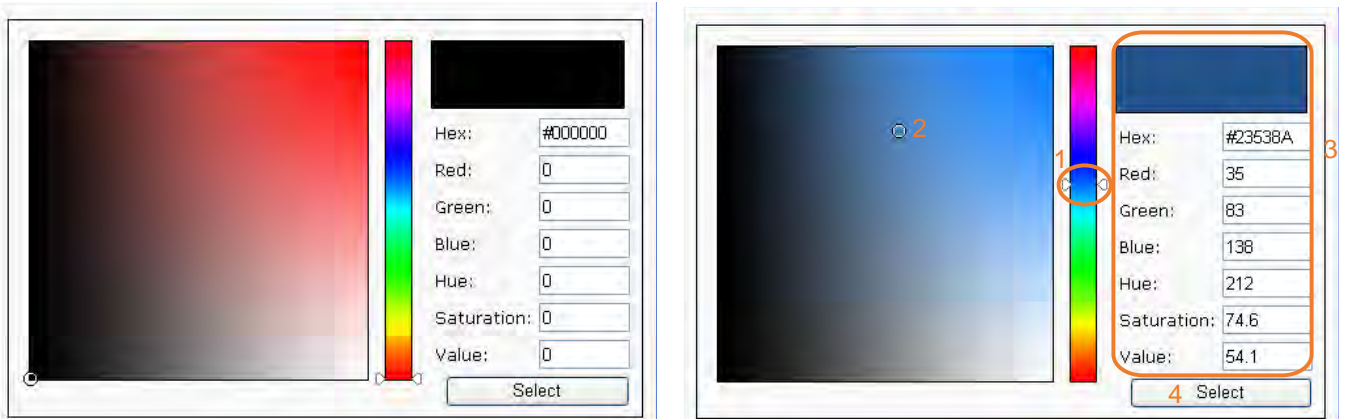 Hex: #000000
Red: 0
Green: 0
Blue: 0
Hue: 0
Saturation: 0
Value: 0
Select
1
2
3
Hex: #23538A
Red: 35
Green: 83
Blue: 138
Hue: 212
Saturation: 74.6
Value: 54.1
4 Select